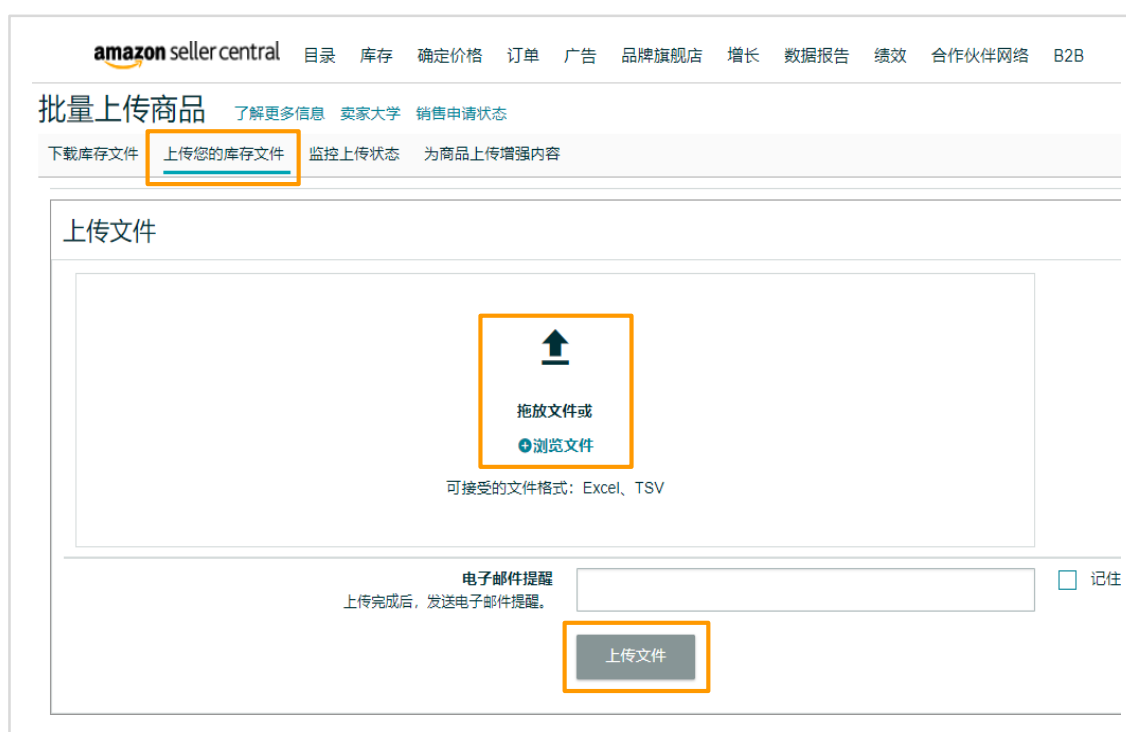 amazon seller central 目录 库存 确定价格 订单 广告 品牌旗舰店 增长 数据报告 绩效 合作伙伴网络 B2B
批量上传商品 了解更多信息 卖家大学 销售申请状态
下载库存文件 上传您的库存文件 监控上传状态 为商品上传增强内容
上传文件
拖放文件或
浏览文件
可接受的文件格式：Excel、TSV
电子邮件提醒
上传完成后，发送电子邮件提醒。
记住
上传文件